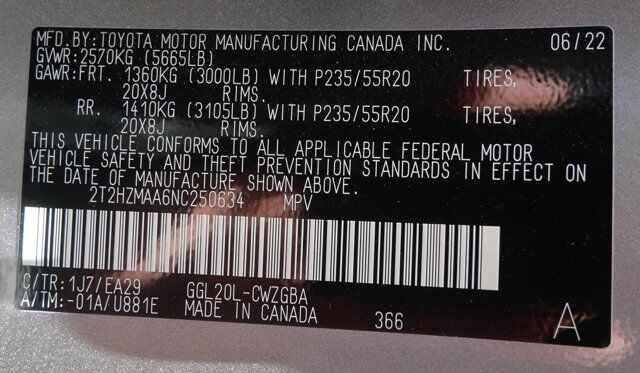 MFD.BY:TOYOTA MOTOR MANUFACTURING CANADA INC. 06/22
GVWR:2570KG (5665LB)
GAWR:FRT. 1360KG (3000LB) WITH P235/55R20 TIRES,
20X8J RIMS.
RR. 1410KG (3105LB) WITH P235/55R20 TIRES,
20X8J RIMS.
THIS VEHICLE CONFORMS TO ALL APPLICABLE FEDERAL MOTOR
VEHICLE SAFETY AND THEFT PREVENTION STANDARDS IN EFFECT ON
THE DATE OF MANUFACTURE SHOWN ABOVE.
2T2HZMAA6NC250634 MPV
C/TR:1J7/EA29 GGL20L-CWZGBA
A/TM:-01A/U881E MADE IN CANADA 366 A